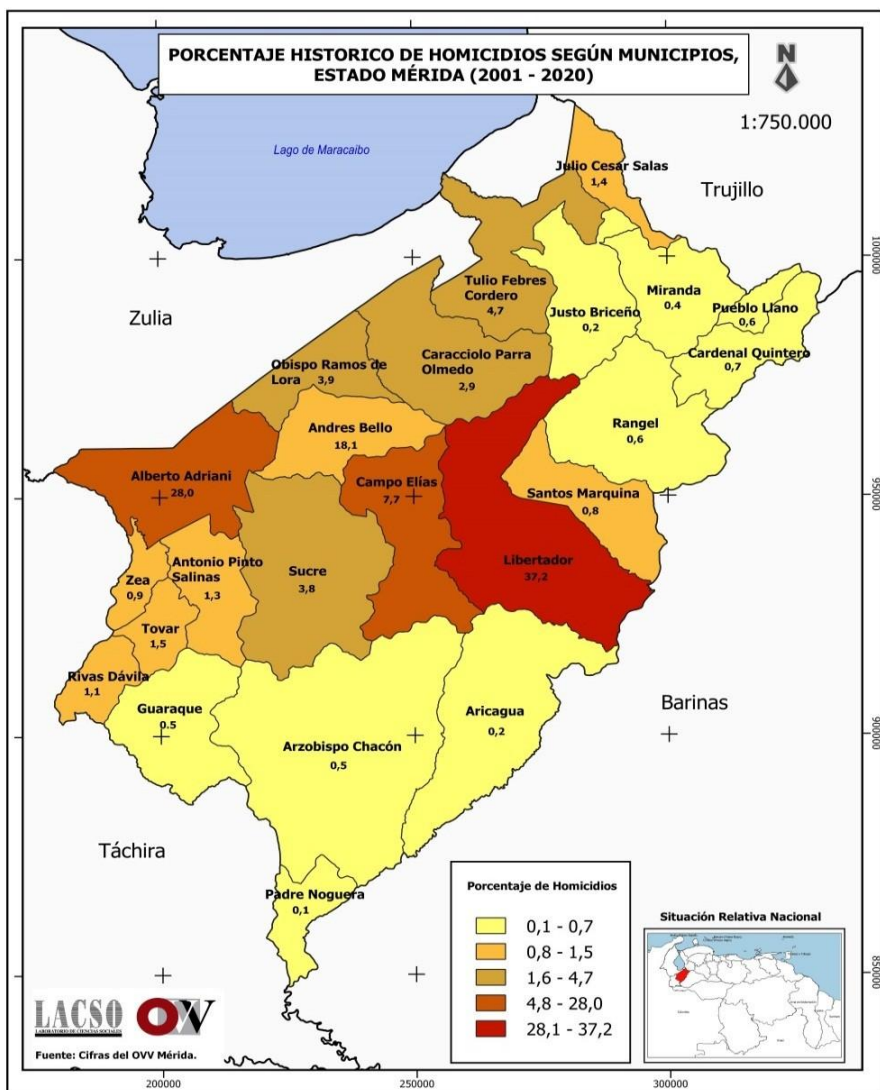 PORCENTAJE HISTORICO DE HOMICIDIOS SEGÚN MUNICIPIOS,
ESTADO MÉRIDA (2001 - 2020)
N
1:750.000
Lago de Maracaibo
Julio Cesar Salas
1,4
Trujillo
1000000
Zulia
Tulio Febres
Cordero
4,7
Justo Briceño
0,2
Miranda
0,4
Pueblo Llano
0,6
Cardenal Quintero
0,7
Obispo Ramos de
Lora
3,9
Caracciolo Parra
Olmedo
2,9
Rangel
0,6
Andres Bello
18,1
Alberto Adriani
28,0
Campo Elías
7,7
Santos Marquina
0,8
950000
Libertador
37,2
Sucre
3,8
Antonio Pinto
Salinas
1,3
Zea
0,9
Tovar
1,5
Rivas Dávila
1,1
Guaraque
0.5
Arzobispo Chacón
0,5
Aricagua
0,2
Barinas
900000
Táchira
Padre Noguera
0,1
Porcentaje de Homicidios
0,1 - 0,7
0,8 - 1,5
1,6 - 4,7
4,8 - 28,0
28,1 - 37,2
Situación Relativa Nacional
850000
LACSO
LABORATORIO DE CIENCIAS SOCIALES
OVV
Fuente: Cifras del OVV Mérida.
200000
250000
300000